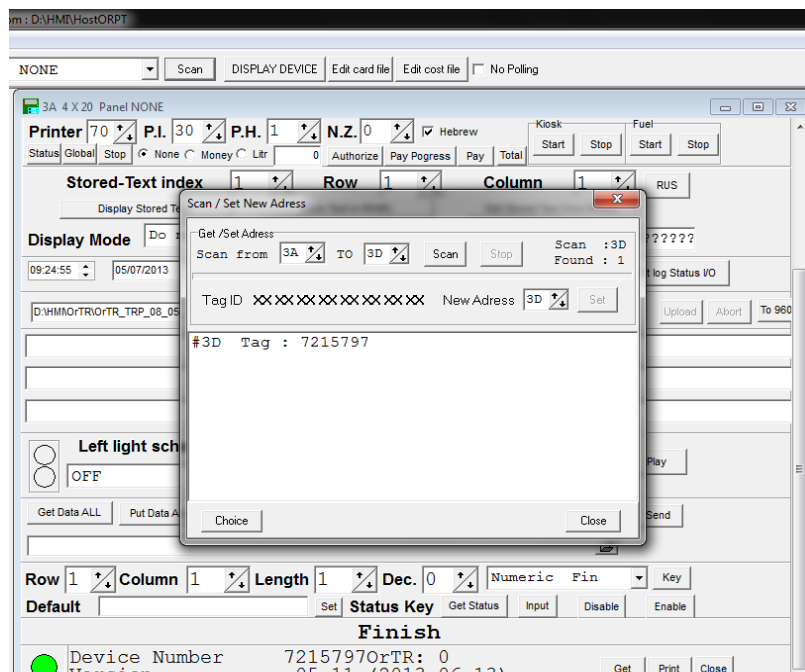 om : D:\HMI\HostORPT
NONE Scan DISPLAY DEVICE Edit card file Edit cost file No Polling
3A 4 X 20 Panel NONE
Printer 70 P.I. 30 P.H. 1 N.Z. 0 Hebrew Kiosk Start Stop Fuel Start Stop
Status Global Stop None Money Litr 0 Authorize Pay Pogress Pay Total
Stored-Text index 1 Row 1 Column 1 RUS
Display Stored Te
Display Mode Do ??????
09:24:55 05/07/2013 t log Status I/O
D:\HMI\OrTR\OrTR_TRP_08_05 Upload Abort To 960
Scan / Set New Adress
Get /Set Adress
Scan from 3A TO 3D Scan Stop Scan :3D
Found : 1
Tag ID XX XX XX XX XX XX XX XX New Adress 3D Set
#3D Tag : 7215797
Choice Close
Left light sch
OFF Play
Get Data ALL Put Data A Send
Row 1 Column 1 Length 1 Dec. 0 Numeric Fin Key
Default Set Status Key Get Status Input Disable Enable
Finish
Device Number 7215797OrTR: 0
Version 05.11 (2013-06-13) Get Print Close